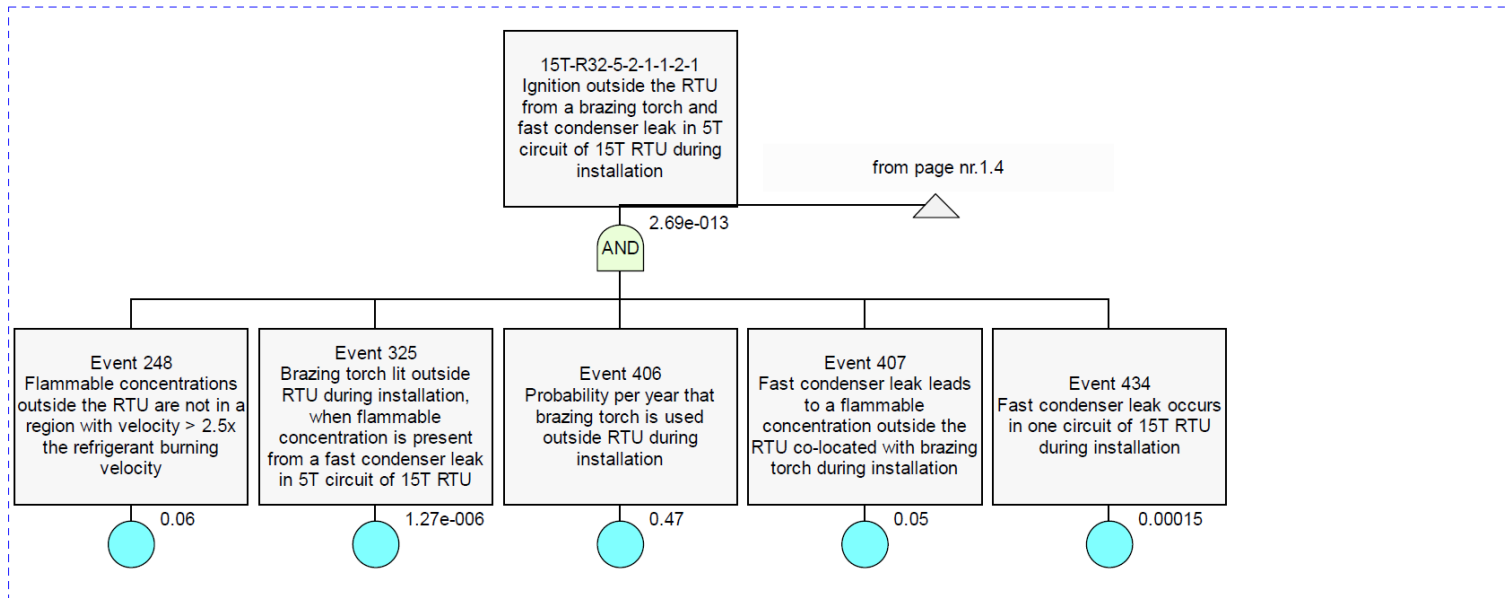 15T-R32-5-2-1-1-2-1
Ignition outside the RTU
from a brazing torch and
fast condenser leak in 5T
circuit of 15T RTU during
installation
from page nr.1.4
2.69e-013
AND
Event 248
Flammable concentrations
outside the RTU are not in a
region with velocity > 2.5x
the refrigerant burning
velocity
0.06
Event 325
Brazing torch lit outside
RTU during installation,
when flammable
concentration is present
from a fast condenser leak
in 5T circuit of 15T RTU
1.27e-006
Event 406
Probability per year that
brazing torch is used
outside RTU during
installation
0.47
Event 407
Fast condenser leak leads
to a flammable
concentration outside the
RTU co-located with brazing
torch during installation
0.05
Event 434
Fast condenser leak occurs
in one circuit of 15T RTU
during installation
0.00015